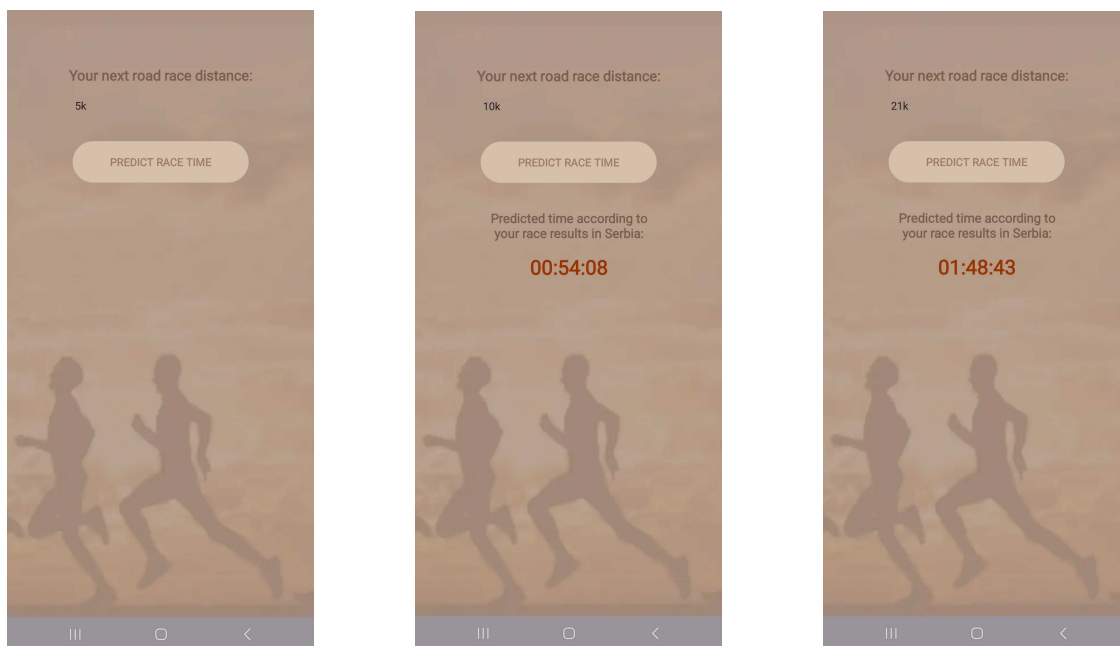 Your next road race distance:
5k
PREDICT RACE TIME
Your next road race distance:
10k
PREDICT RACE TIME
Predicted time according to
your race results in Serbia:
00:54:08
Your next road race distance:
21k
PREDICT RACE TIME
Predicted time according to
your race results in Serbia:
01:48:43